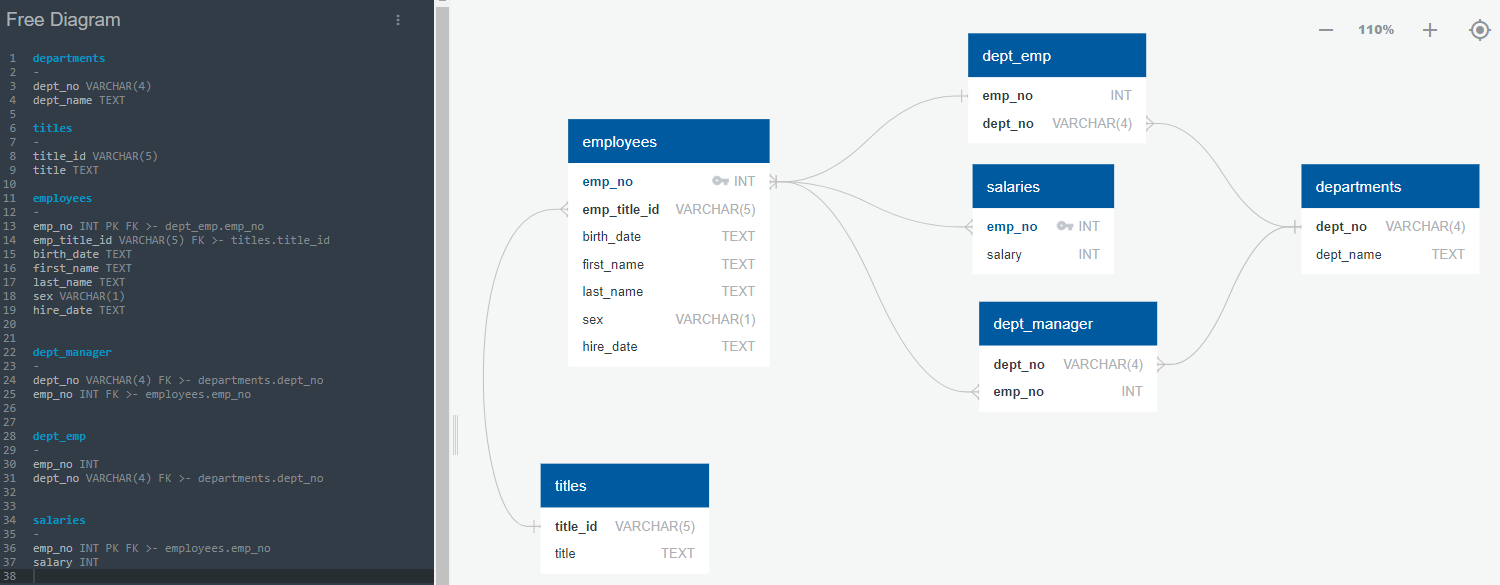 Free Diagram
1 departments
2 -
3 dept_no VARCHAR(4)
4 dept_name TEXT
5
6 titles
7 -
8 title_id VARCHAR(5)
9 title TEXT
10
11 employees
12 -
13 emp_no INT PK FK >- dept_emp.emp_no
14 emp_title_id VARCHAR(5) FK >- titles.title_id
15 birth_date TEXT
16 first_name TEXT
17 last_name TEXT
18 sex VARCHAR(1)
19 hire_date TEXT
20
21
22 dept_manager
23 -
24 dept_no VARCHAR(4) FK >- departments.dept_no
25 emp_no INT FK >- employees.emp_no
26
27
28 dept_emp
29 -
30 emp_no INT
31 dept_no VARCHAR(4) FK >- departments.dept_no
32
33
34 salaries
35 -
36 emp_no INT PK FK >- employees.emp_no
37 salary INT
38
110%
employees
emp_no INT
emp_title_id VARCHAR(5)
birth_date TEXT
first_name TEXT
last_name TEXT
sex VARCHAR(1)
hire_date TEXT
titles
title_id VARCHAR(5)
title TEXT
dept_emp
emp_no INT
dept_no VARCHAR(4)
salaries
emp_no INT
salary INT
dept_manager
dept_no VARCHAR(4)
emp_no INT
departments
dept_no VARCHAR(4)
dept_name TEXT